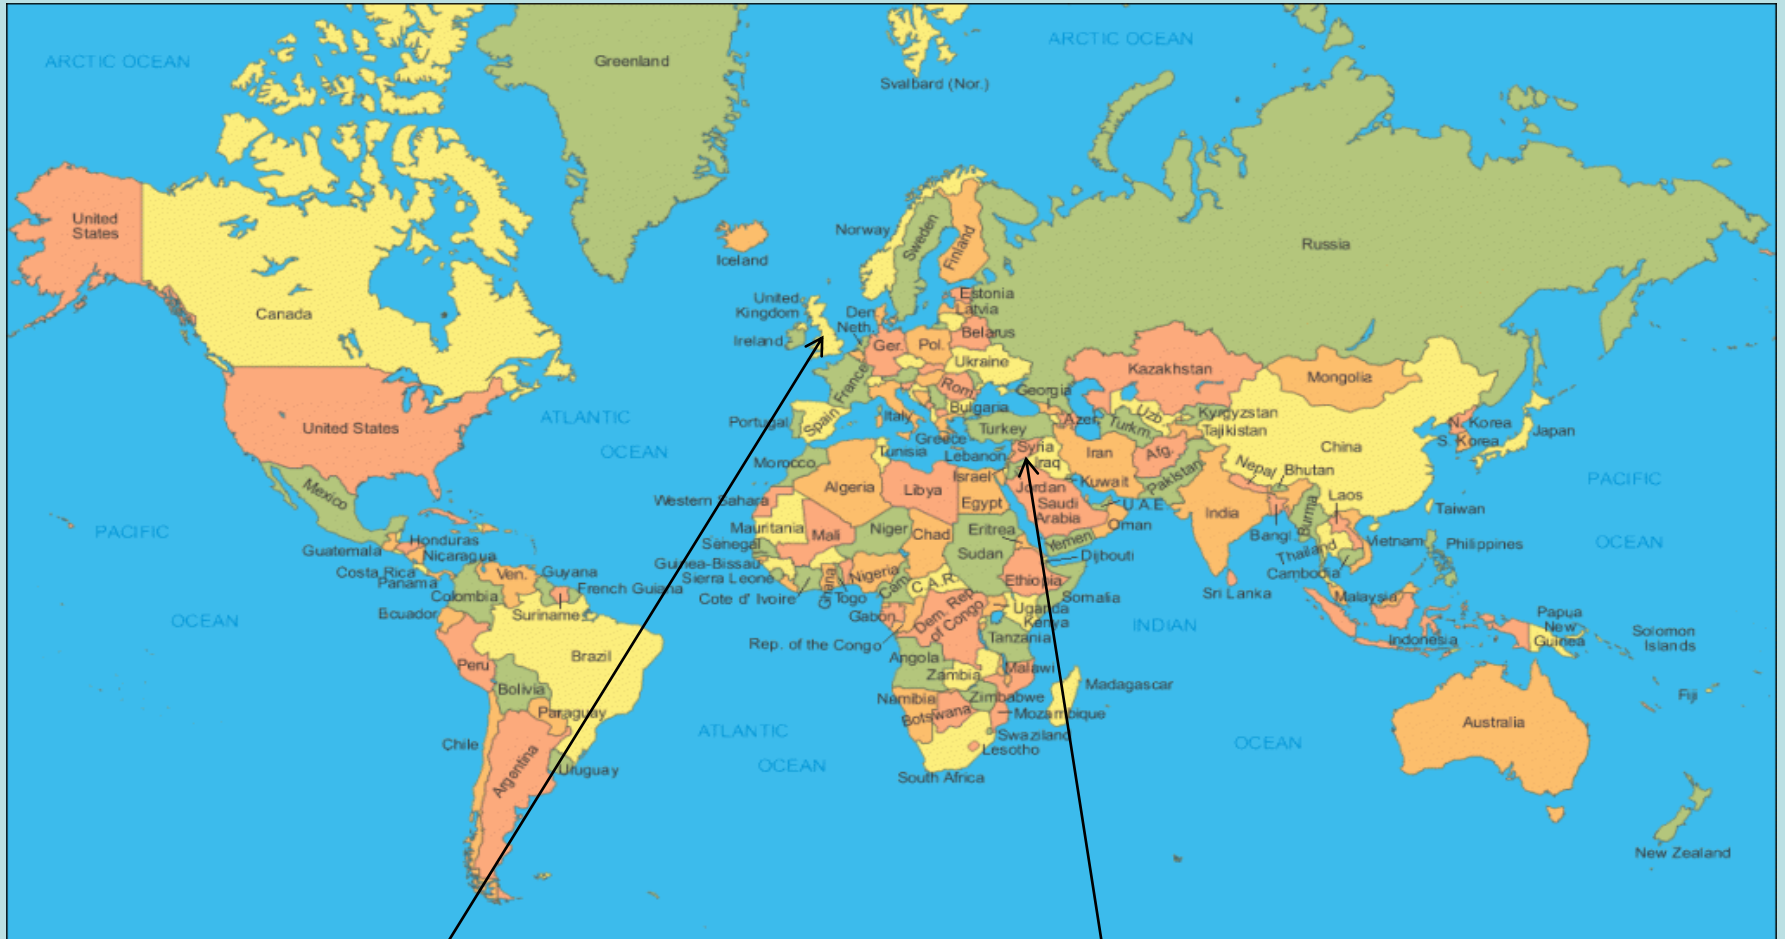 ARCTIC OCEAN
Greenland
Svalbard (Nor.)
ARCTIC OCEAN
United
States
Canada
United States
Mexico
Iceland
Norway
Sweden
Finland
Russia
United
Kingdom
Ireland
Den
Neth.
Estonia
Latvia
Belarus
Ger.
Pol.
Ukraine
France
Rom.
Bulgaria
Italy
Spain
Portugal
Greece
Turkey
Georgia
Azer.
Kazakhstan
Uzb.
Turkm.
Kyrgyzstan
Tajikistan
Mongolia
China
N. Korea
S. Korea
Japan
ATLANTIC
OCEAN
PACIFIC
OCEAN
PACIFIC
OCEAN
Morocco
Tunisia
Lebanon
Syria
Iraq
Iran
Afg.
Pakistan
Nepal
Bhutan
Israel
Jordan
Kuwait
Saudi
Arabia
U.A.E.
Oman
Yemen
Western Sahara
Algeria
Libya
Egypt
Mauritania
Mali
Niger
Chad
Sudan
Eritrea
Djibouti
Senegal
Guinea-Bissau
Sierra Leone
Cote d' Ivoire
Ghana
Togo
Nigeria
Cam.
C.A.R.
Ethiopia
Somalia
Gabon
Rep. of the Congo
Dem. Rep.
of Congo
Uganda
Kenya
Tanzania
Angola
Zambia
Malawi
Namibia
Botswana
Zimbabwe
Mozambique
Madagascar
Swaziland
Lesotho
South Africa
India
Bangl.
Burma
Laos
Thailand
Vietnam
Cambodia
Sri Lanka
Taiwan
Philippines
Malaysia
Indonesia
Papua
New
Guinea
Solomon
Islands
Fiji
Australia
New Zealand
INDIAN
OCEAN
Guatemala
Honduras
Nicaragua
Costa Rica
Panama
Ven.
Guyana
French Guiana
Suriname
Colombia
Ecuador
Peru
Brazil
Bolivia
Paraguay
Chile
Argentina
Uruguay
ATLANTIC
OCEAN